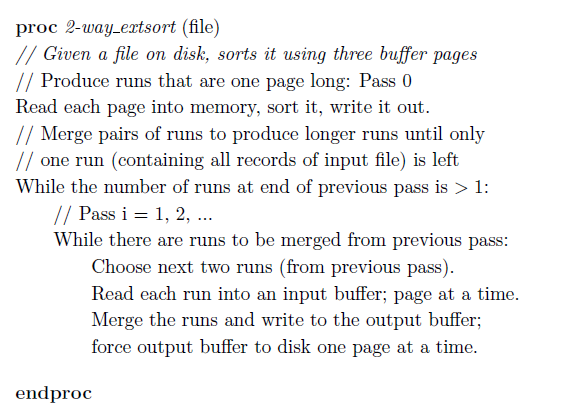 proc 2-way_extsort (file)
// Given a file on disk, sorts it using three buffer pages
// Produce runs that are one page long: Pass 0
Read each page into memory, sort it, write it out.
// Merge pairs of runs to produce longer runs until only
// one run (containing all records of input file) is left
While the number of runs at end of previous pass is > 1:
// Pass i = 1, 2, ...
While there are runs to be merged from previous pass:
Choose next two runs (from previous pass).
Read each run into an input buffer; page at a time.
Merge the runs and write to the output buffer;
force output buffer to disk one page at a time.
endproc